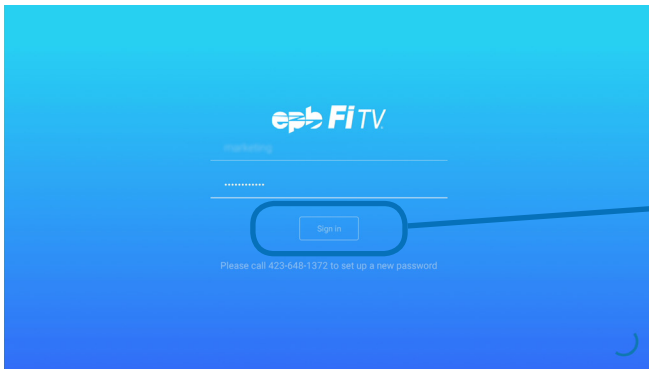 epb Fi TV
marketing
••••••••••••
Sign in
Please call 423-648-1372 to set up a new password